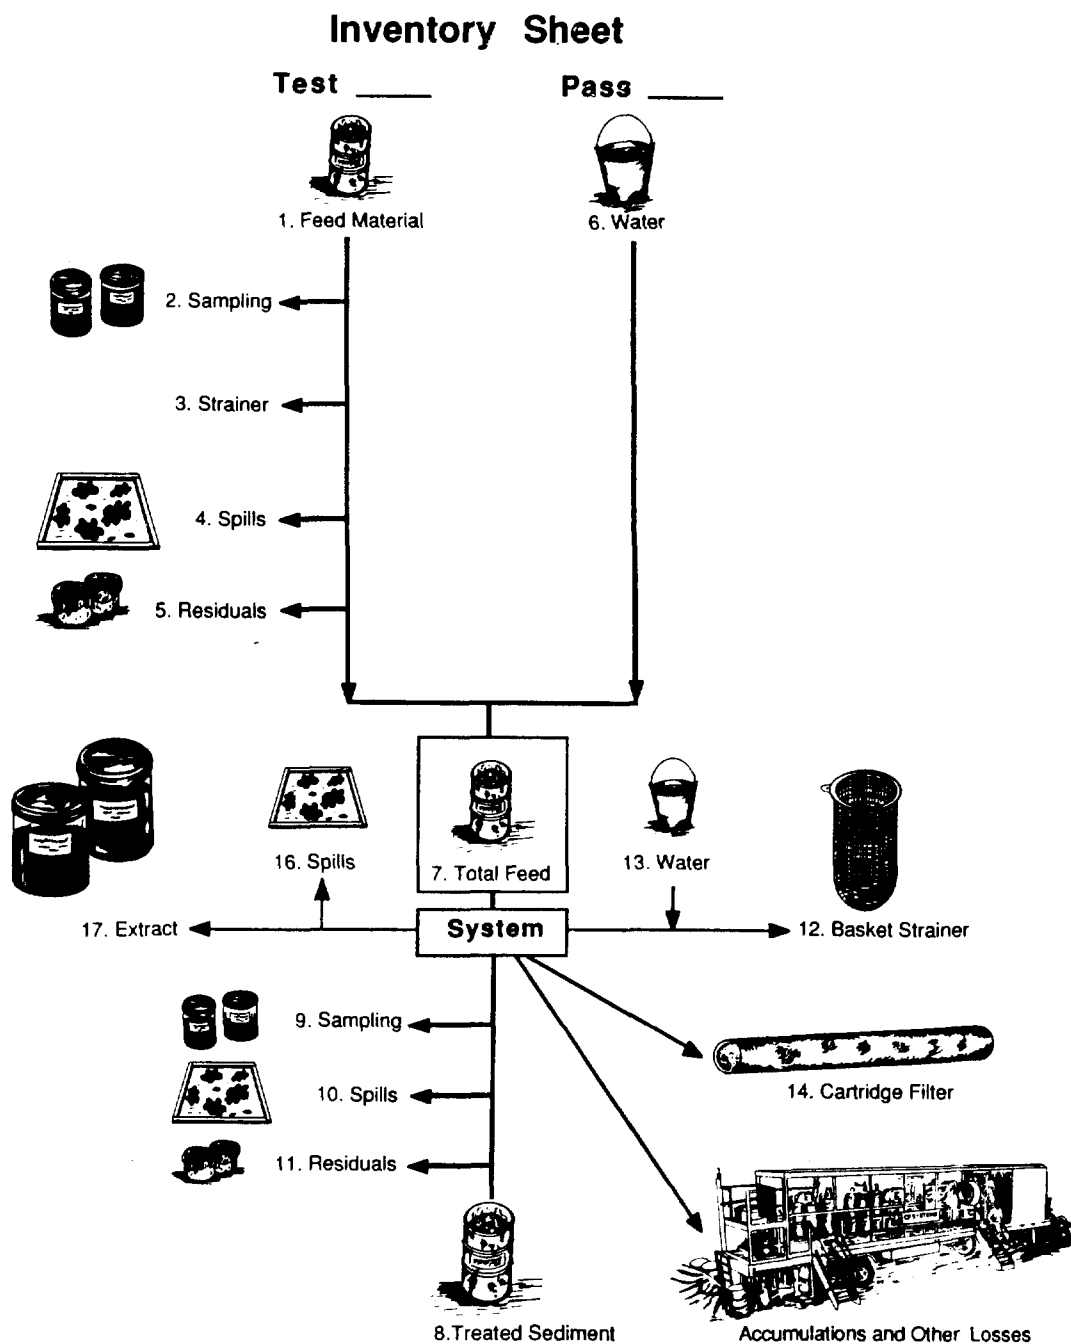 Inventory Sheet
Test _____ Pass _____
1. Feed Material
6. Water
2. Sampling
3. Strainer
4. Spills
5. Residuals
16. Spills
7. Total Feed
13. Water
17. Extract
System
12. Basket Strainer
9. Sampling
14. Cartridge Filter
10. Spills
11. Residuals
8.Treated Sediment
Accumulations and Other Losses